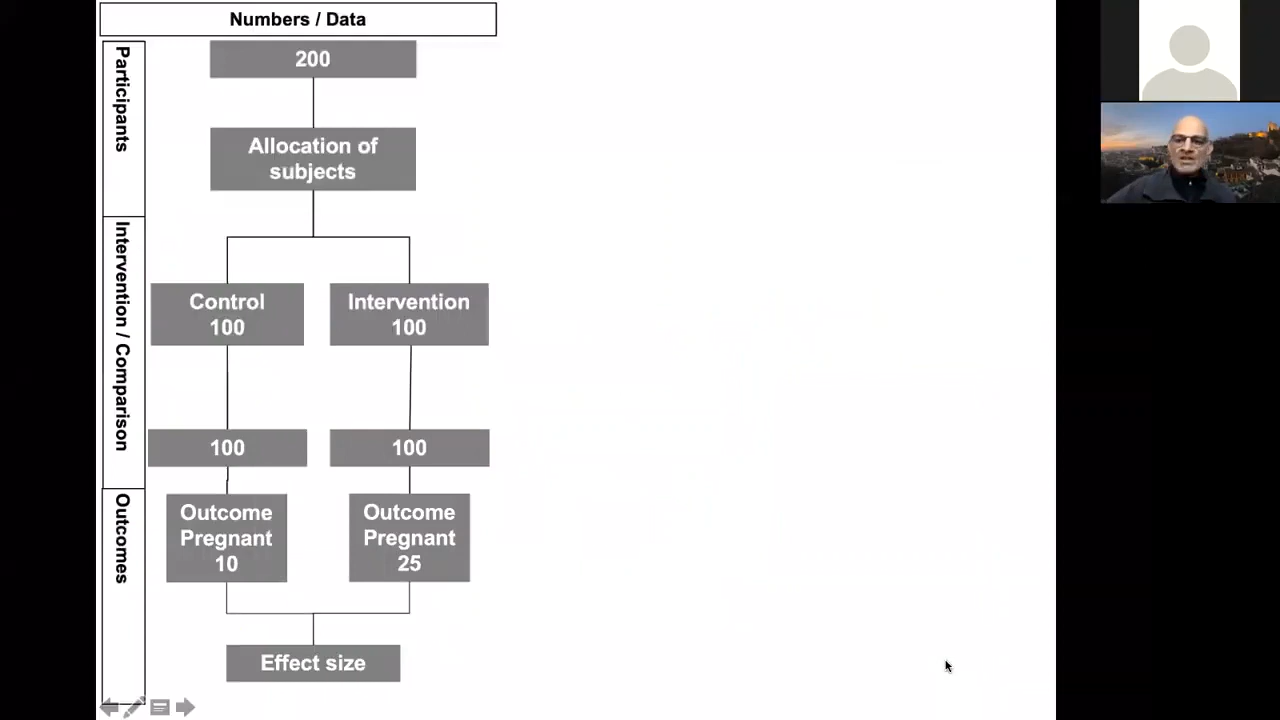 Numbers / Data
Participants
200
Allocation of
subjects
Intervention / Comparison
Control
100
Intervention
100
100
100
Outcomes
Outcome
Pregnant
10
Outcome
Pregnant
25
Effect size